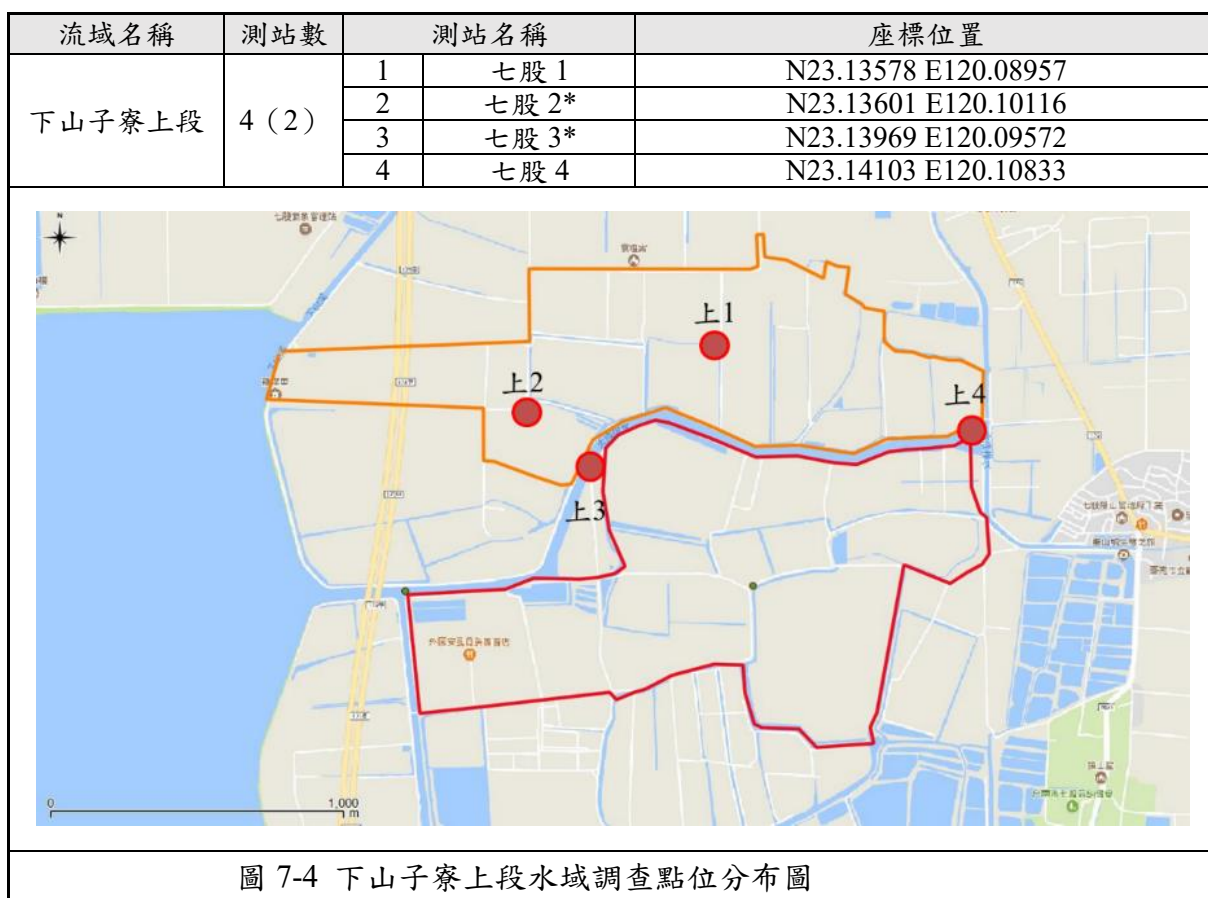 流域名稱 測站數 測站名稱 座標位置
下山子寮上段 4（2） 1 七股 1 N23.13578 E120.08957
2 七股 2* N23.13601 E120.10116
3 七股 3* N23.13969 E120.09572
4 七股 4 N23.14103 E120.10833
N
上1
上2
上4
上3
0 1,000
m
圖 7-4 下山子寮上段水域調查點位分布圖